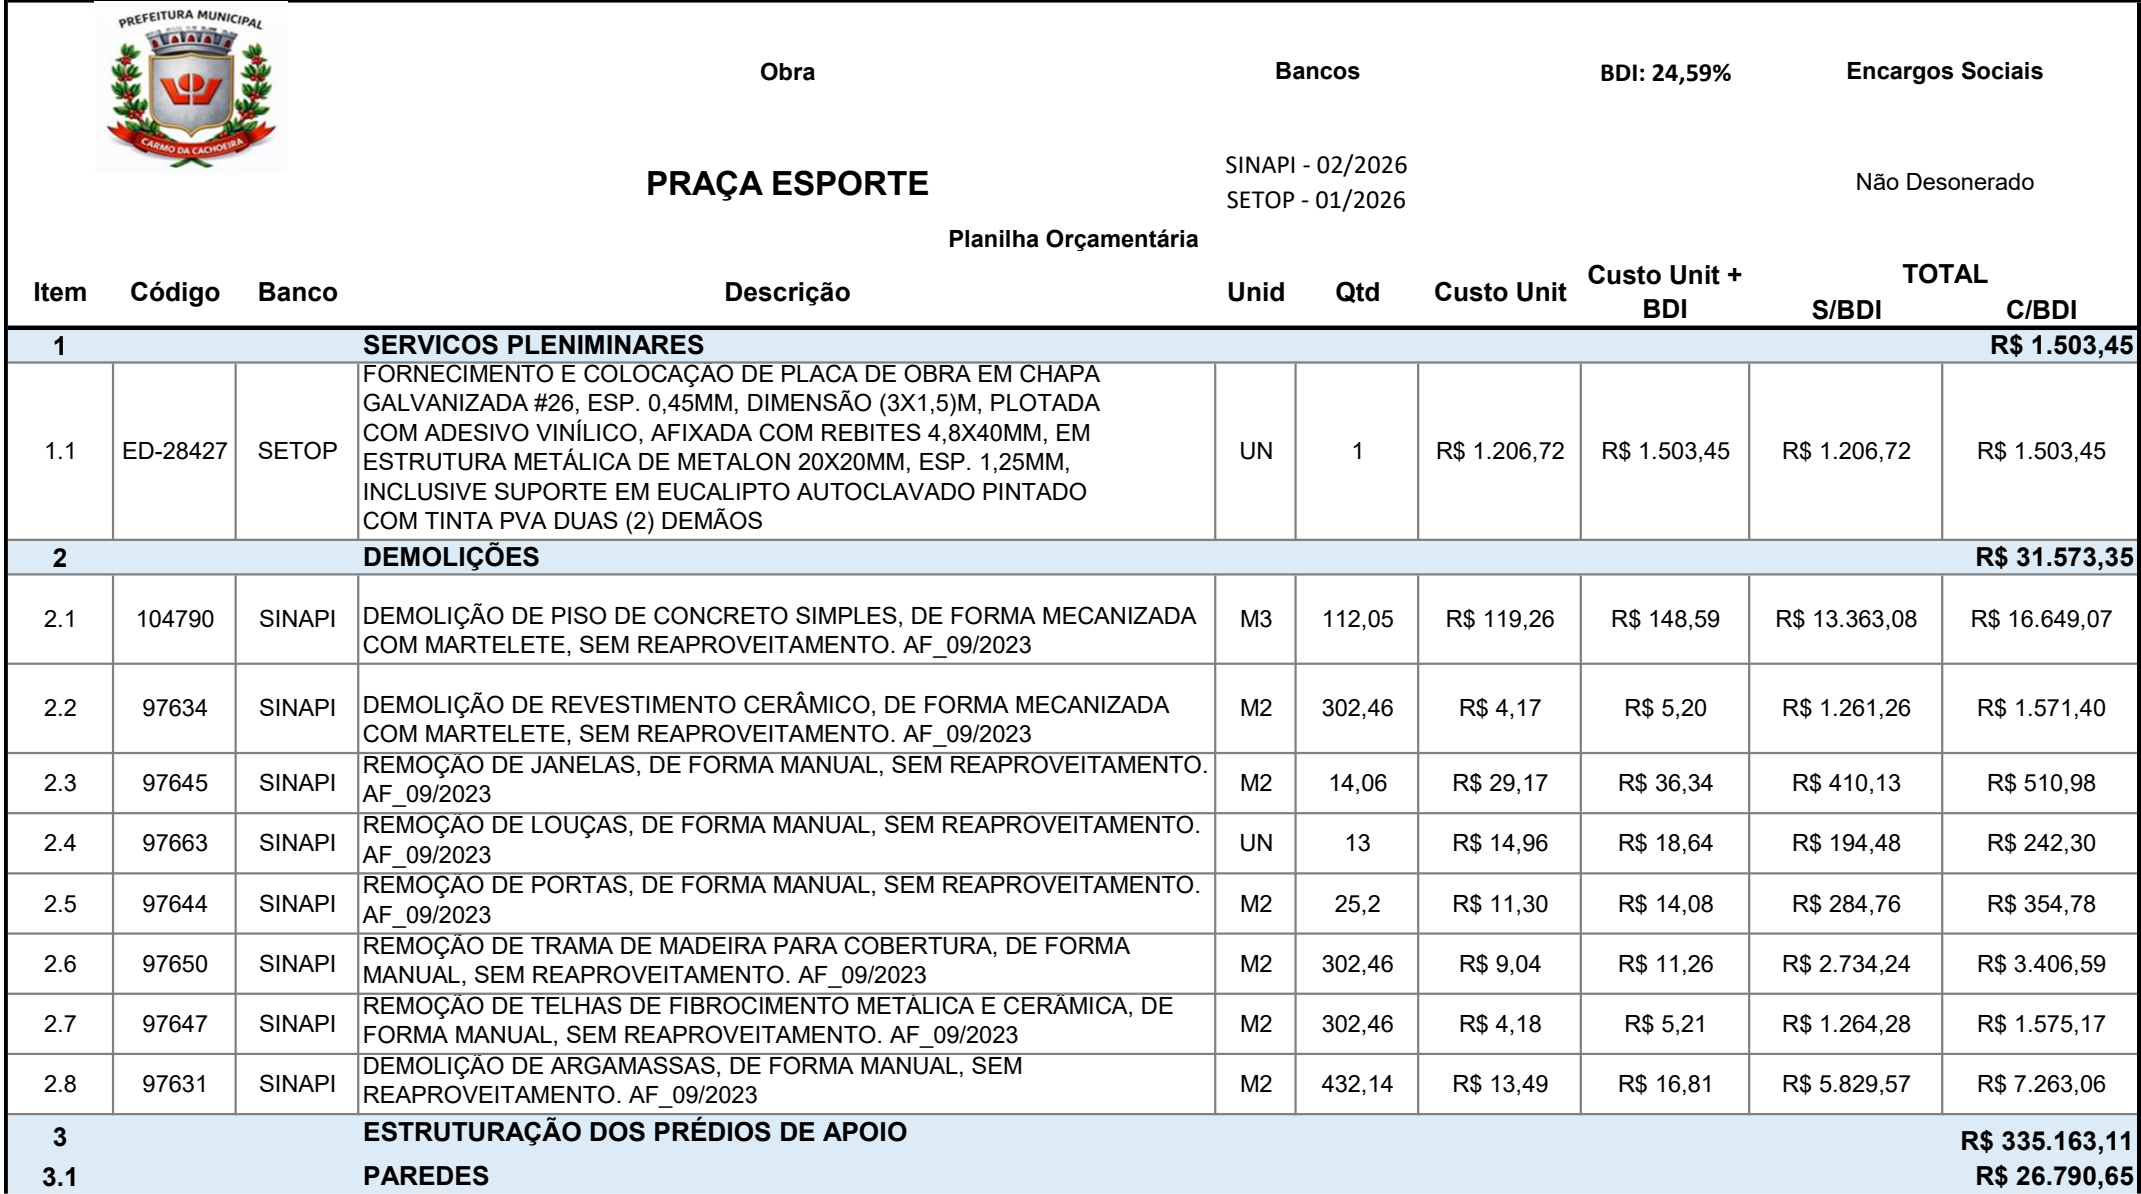 PREFEITURA MUNICIPAL
CARMO DA CACHOEIRA
Obra
Bancos
BDI: 24,59%
Encargos Sociais
PRAÇA ESPORTE
SINAPI - 02/2026
SETOP - 01/2026
Não Desonerado
Planilha Orçamentária
Item Código Banco Descrição Unid Qtd Custo Unit Custo Unit + BDI TOTAL S/BDI C/BDI
1 SERVICOS PLENIMINARES R$ 1.503,45
FORNECIMENTO E COLOCAÇÃO DE PLACA DE OBRA EM CHAPA
GALVANIZADA #26, ESP. 0,45MM, DIMENSÃO (3X1,5)M, PLOTADA
COM ADESIVO VINÍLICO, AFIXADA COM REBITES 4,8X40MM, EM
1.1 ED-28427 SETOP ESTRUTURA METÁLICA DE METALON 20X20MM, ESP. 1,25MM, UN 1 R$ 1.206,72 R$ 1.503,45 R$ 1.206,72 R$ 1.503,45
INCLUSIVE SUPORTE EM EUCALIPTO AUTOCLAVADO PINTADO
COM TINTA PVA DUAS (2) DEMÃOS
2 DEMOLIÇÕES R$ 31.573,35
2.1 104790 SINAPI DEMOLIÇÃO DE PISO DE CONCRETO SIMPLES, DE FORMA MECANIZADA M3 112,05 R$ 119,26 R$ 148,59 R$ 13.363,08 R$ 16.649,07
COM MARTELETE, SEM REAPROVEITAMENTO. AF_09/2023
2.2 97634 SINAPI DEMOLIÇÃO DE REVESTIMENTO CERÂMICO, DE FORMA MECANIZADA M2 302,46 R$ 4,17 R$ 5,20 R$ 1.261,26 R$ 1.571,40
COM MARTELETE, SEM REAPROVEITAMENTO. AF_09/2023
2.3 97645 SINAPI REMOÇÃO DE JANELAS, DE FORMA MANUAL, SEM REAPROVEITAMENTO. M2 14,06 R$ 29,17 R$ 36,34 R$ 410,13 R$ 510,98
AF_09/2023
2.4 97663 SINAPI REMOÇÃO DE LOUÇAS, DE FORMA MANUAL, SEM REAPROVEITAMENTO. UN 13 R$ 14,96 R$ 18,64 R$ 194,48 R$ 242,30
AF_09/2023
2.5 97644 SINAPI REMOÇÃO DE PORTAS, DE FORMA MANUAL, SEM REAPROVEITAMENTO. M2 25,2 R$ 11,30 R$ 14,08 R$ 284,76 R$ 354,78
AF_09/2023
2.6 97650 SINAPI REMOÇÃO DE TRAMA DE MADEIRA PARA COBERTURA, DE FORMA M2 302,46 R$ 9,04 R$ 11,26 R$ 2.734,24 R$ 3.406,59
MANUAL, SEM REAPROVEITAMENTO. AF_09/2023
2.7 97647 SINAPI REMOÇÃO DE TELHAS DE FIBROCIMENTO METÁLICA E CERÂMICA, DE M2 302,46 R$ 4,18 R$ 5,21 R$ 1.264,28 R$ 1.575,17
FORMA MANUAL, SEM REAPROVEITAMENTO. AF_09/2023
2.8 97631 SINAPI DEMOLIÇÃO DE ARGAMASSAS, DE FORMA MANUAL, SEM M2 432,14 R$ 13,49 R$ 16,81 R$ 5.829,57 R$ 7.263,06
REAPROVEITAMENTO. AF_09/2023
3 ESTRUTURAÇÃO DOS PRÉDIOS DE APOIO R$ 335.163,11
3.1 PAREDES R$ 26.790,65